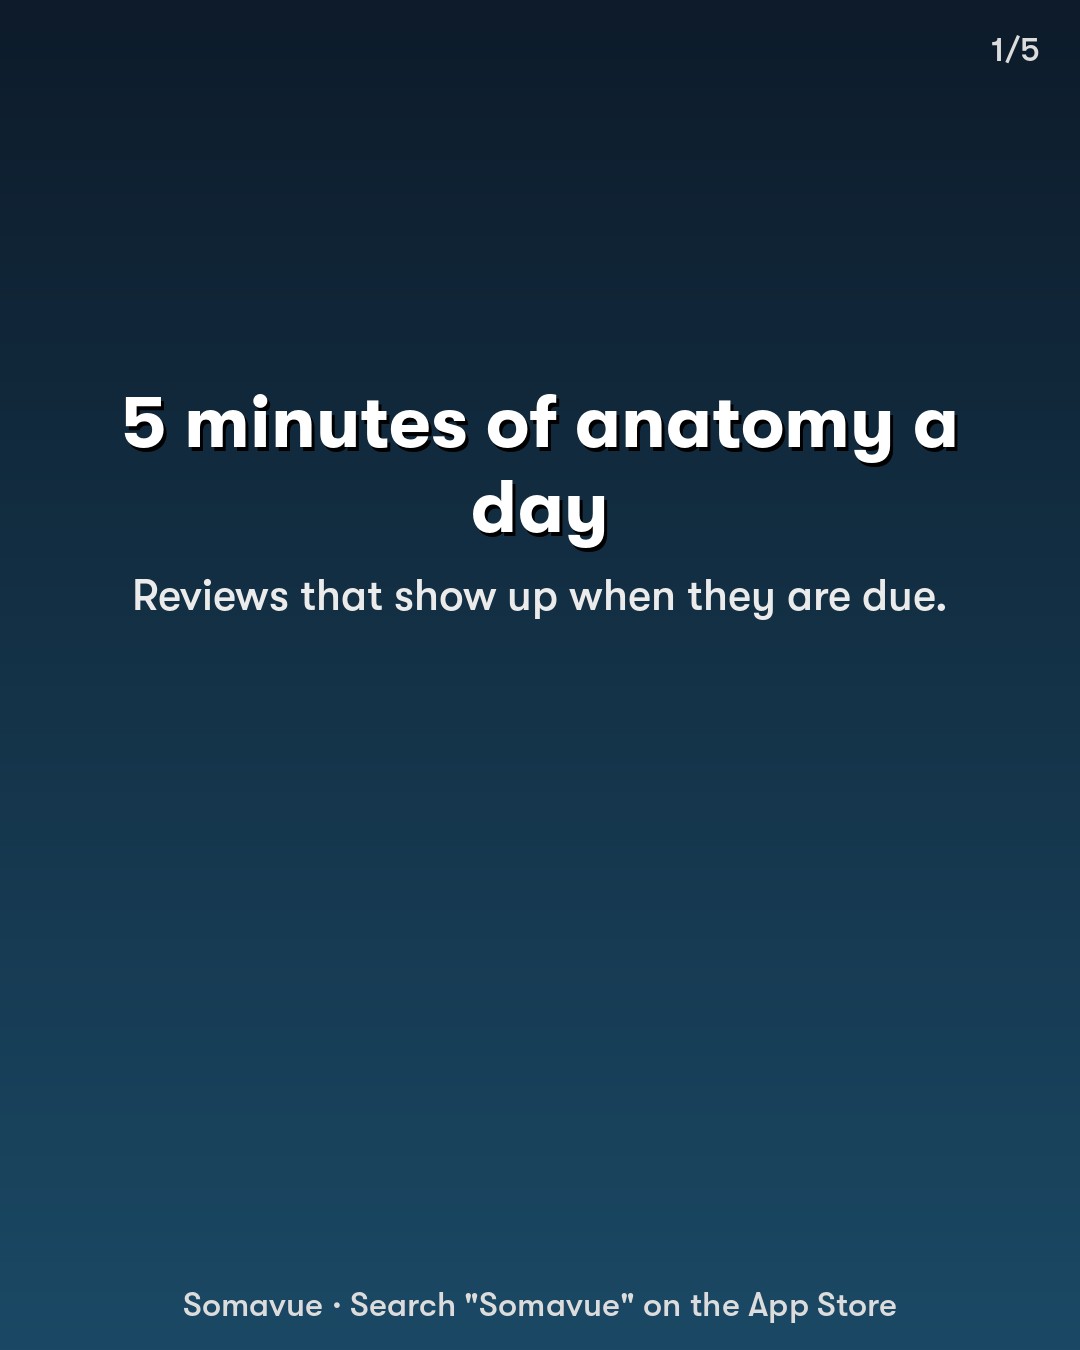 1/5
5 minutes of anatomy a
day
Reviews that show up when they are due.
Somavue · Search "Somavue" on the App Store